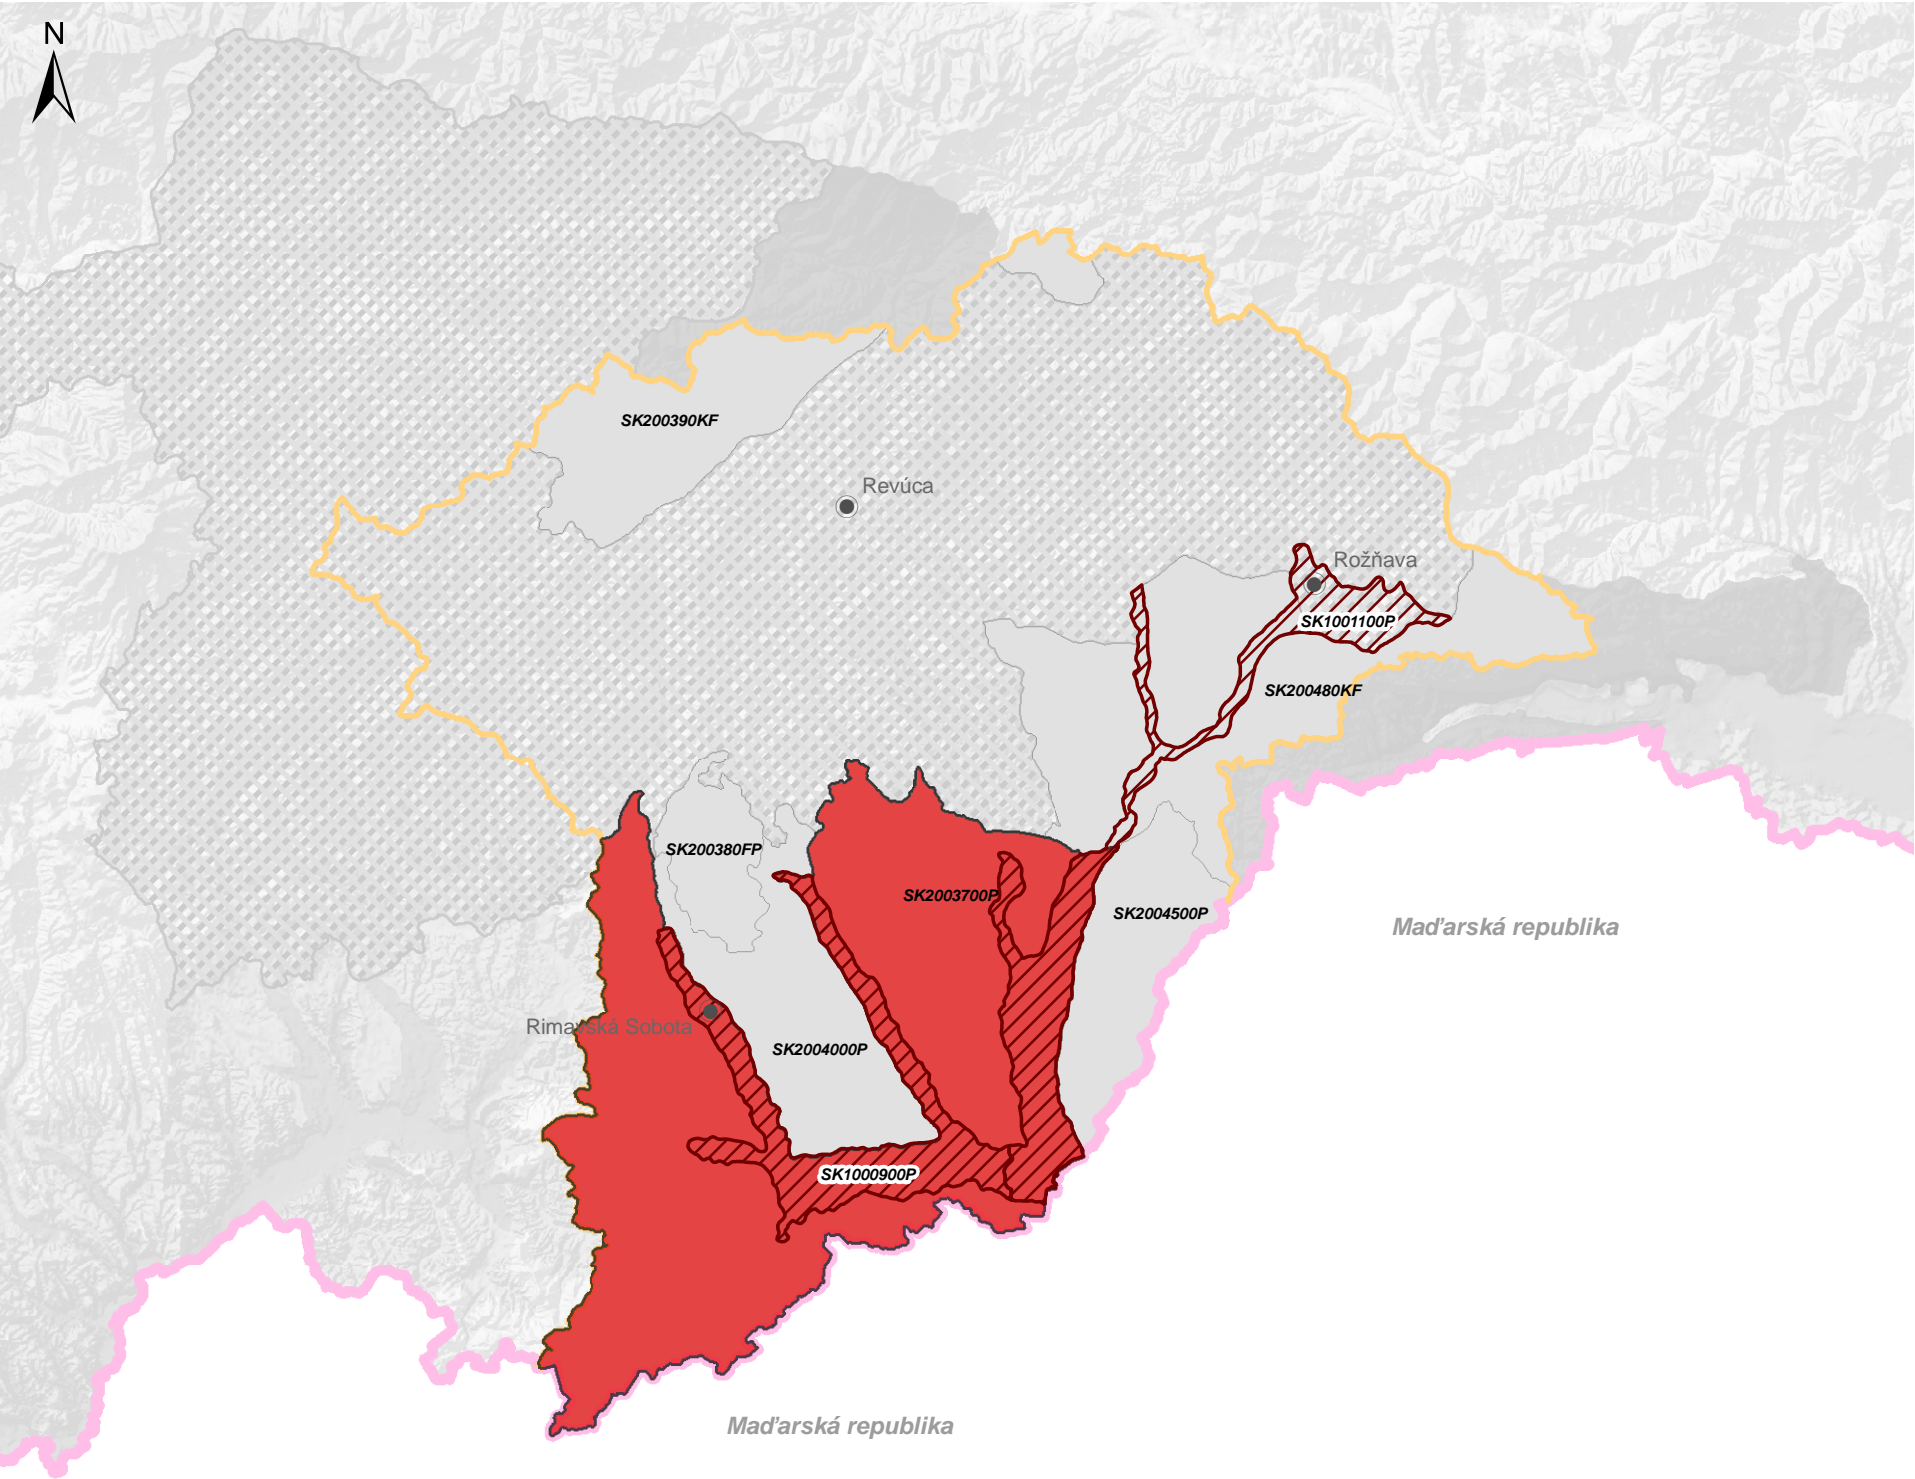 N
SK200390KF
Revúca
Rožňava
SK1001100P
SK200480KF
SK200380FP
SK2003700P
SK2004500P
Maďarská republika
Rimavská Sobota
SK2004000P
SK1000900P
Maďarská republika